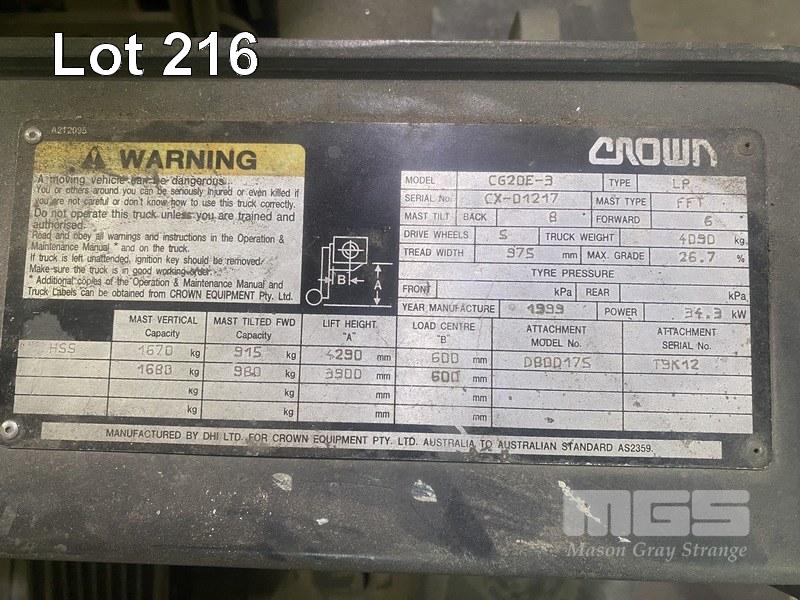 Lot 216
A212095
CROWN
WARNING
A moving vehicle can be dangerous.
You or others around you can be seriously injured or even killed if
you are not careful or don't know how to use this truck correctly.
Do not operate this truck unless you are trained and
authorised.
Read and obey all warnings and instructions in the Operation &
Maintenance Manual * and on the truck.
If truck is left unattended, ignition key should be removed.
Make sure the truck is in good working order.
* Additional copies of the Operation & Maintenance Manual and
Truck Labels can be obtained from CROWN EQUIPMENT Pty. Ltd.
B A
MODEL CG20E-3 TYPE LP
SERIAL No. CX-01217 MAST TYPE FFT
MAST TILT BACK 8 FORWARD 6
DRIVE WHEELS S TRUCK WEIGHT 4090 kg
TREAD WIDTH 975 mm MAX. GRADE 26.7 %
TYRE PRESSURE
FRONT kPa REAR kPa
YEAR MANUFACTURE 1999 POWER 34.3 kW
MAST VERTICAL Capacity MAST TILTED FWD Capacity LIFT HEIGHT "A" LOAD CENTRE "B" ATTACHMENT MODEL No. ATTACHMENT SERIAL No.
HSS 1670 kg 915 kg 4290 mm 600 mm D80D175 T9K12
1680 kg 980 kg 3900 mm 600 mm
kg kg mm mm
kg kg mm mm
MANUFACTURED BY DHI LTD. FOR CROWN EQUIPMENT PTY. LTD. AUSTRALIA TO AUSTRALIAN STANDARD AS2359.
MGS
Mason Gray Strange